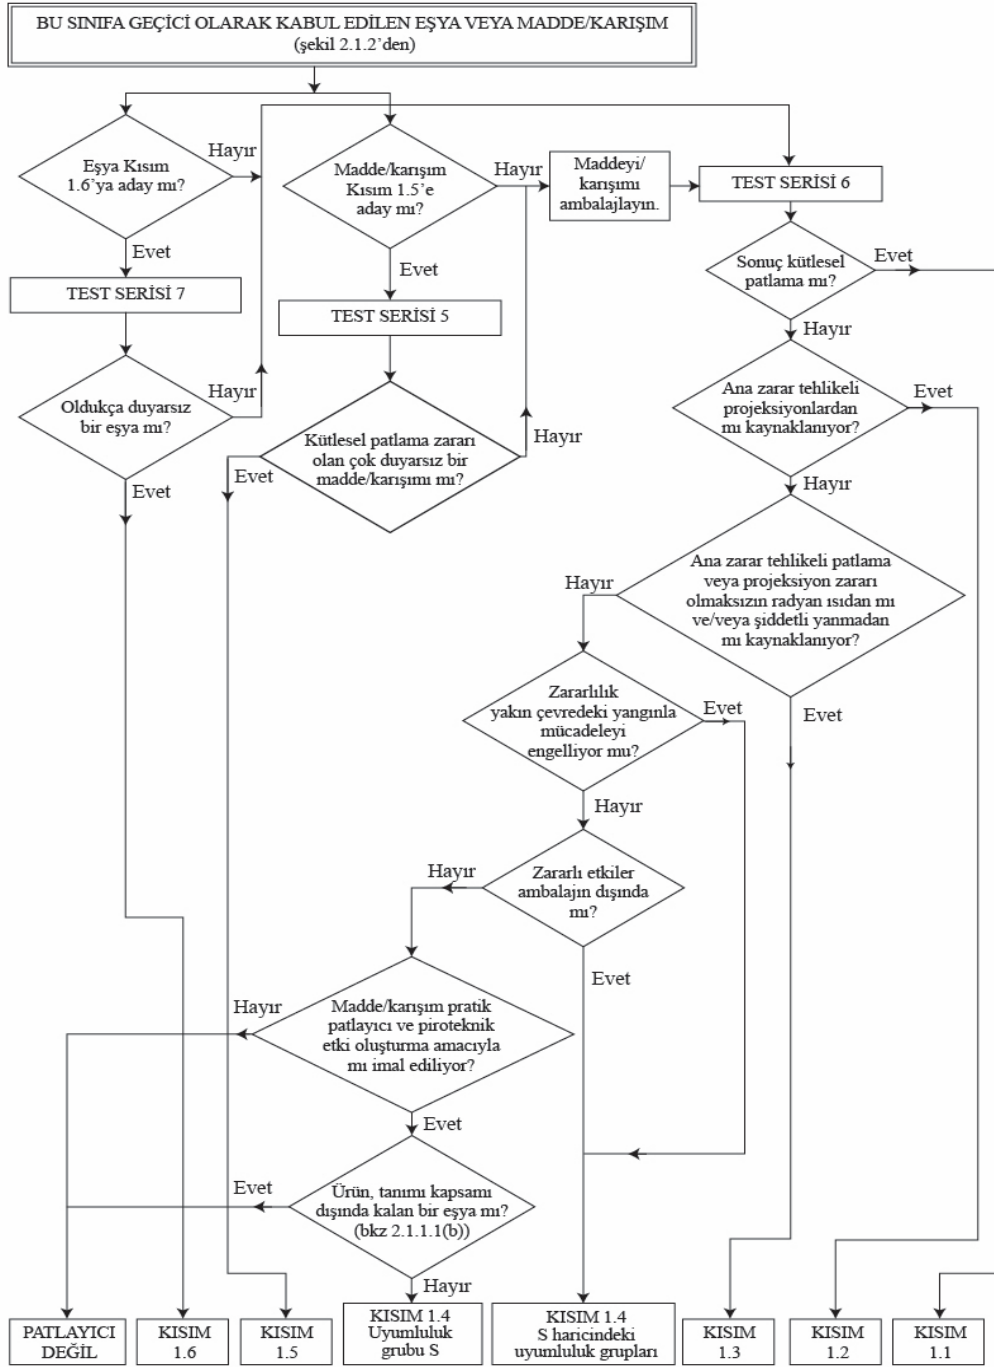 BU SINIFA GEÇİCİ OLARAK KABUL EDİLEN EŞYA VEYA MADDE/KARIŞIM
(şekil 2.1.2’den)
Eşya Kısım
1.6’ya aday mı?
Hayır
Evet
TEST SERİSİ 7
Oldukça duyarsız
bir eşya mı?
Hayır
Evet
Madde/karışım
Kısım 1.5’e
aday mı?
Hayır
Evet
TEST SERİSİ 5
Kütlesel patlama zararı
olan çok duyarsız bir
madde/karışımı mı?
Hayır
Evet
Maddeyi/
karışımı
ambalajlayın.
TEST SERİSİ 6
Sonuç kütlesel
patlama mı?
Evet
Hayır
Ana zarar tehlikeli
projeksiyonlardan
mı kaynaklanıyor?
Evet
Hayır
Ana zarar tehlikeli patlama
veya projeksiyon zararı
olmaksızın radyan ısıdan mı
ve/veya şiddetli yanmadan
mı kaynaklanıyor?
Hayır
Evet
Zararlılık
yakın çevredeki yangınla
mücadeleyi
engelliyor mu?
Evet
Hayır
Zararlı etkiler
ambalajın dışında
mı?
Hayır
Evet
Madde/karışım pratik
patlayıcı ve piroteknik
etki oluşturma amacıyla
mı imal ediliyor?
Hayır
Evet
Ürün, tanımı kapsamı
dışında kalan bir eşya mı?
(bkz 2.1.1.1(b))
Evet
Hayır
PATLAYICI
DEĞİL
KISIM
1.6
KISIM
1.5
KISIM 1.4
Uyumluluk
grubu S
KISIM 1.4
S haricindeki
uyumluluk grupları
KISIM
1.3
KISIM
1.2
KISIM
1.1